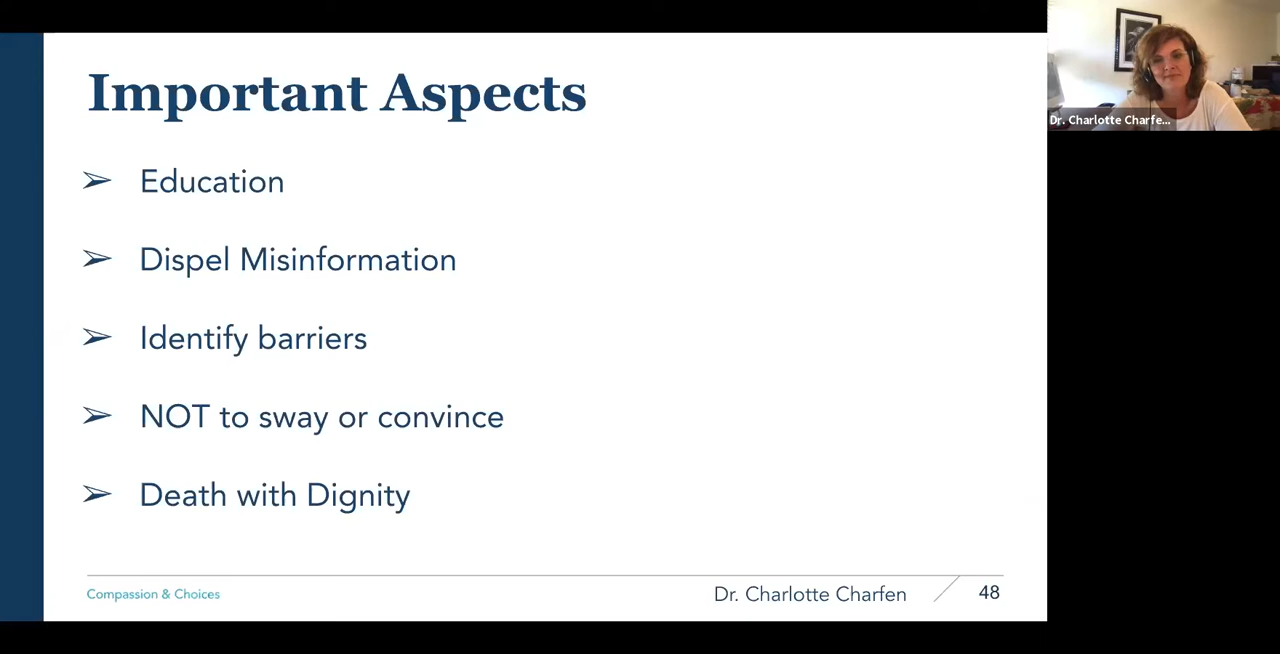 Important Aspects
➢ Education
➢ Dispel Misinformation
➢ Identify barriers
➢ NOT to sway or convince
➢ Death with Dignity
Compassion & Choices
Dr. Charlotte Charfen
48
Dr. Charlotte Charfe...